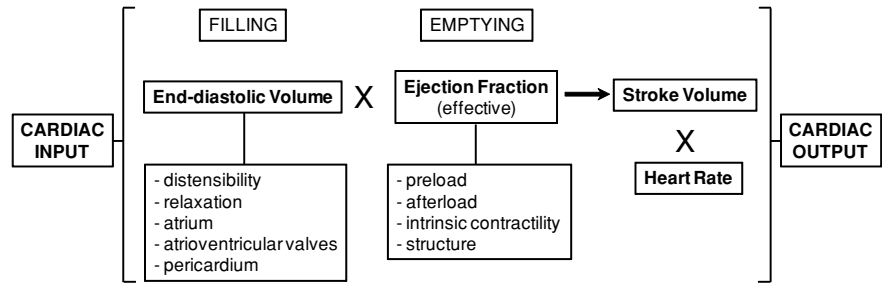 FILLING
EMPTYING
CARDIAC
INPUT
End-diastolic Volume
X
Ejection Fraction
(effective)
Stroke Volume
X
Heart Rate
CARDIAC
OUTPUT
- distensibility
- relaxation
- atrium
- atrioventricular valves
- pericardium
- preload
- afterload
- intrinsic contractility
- structure